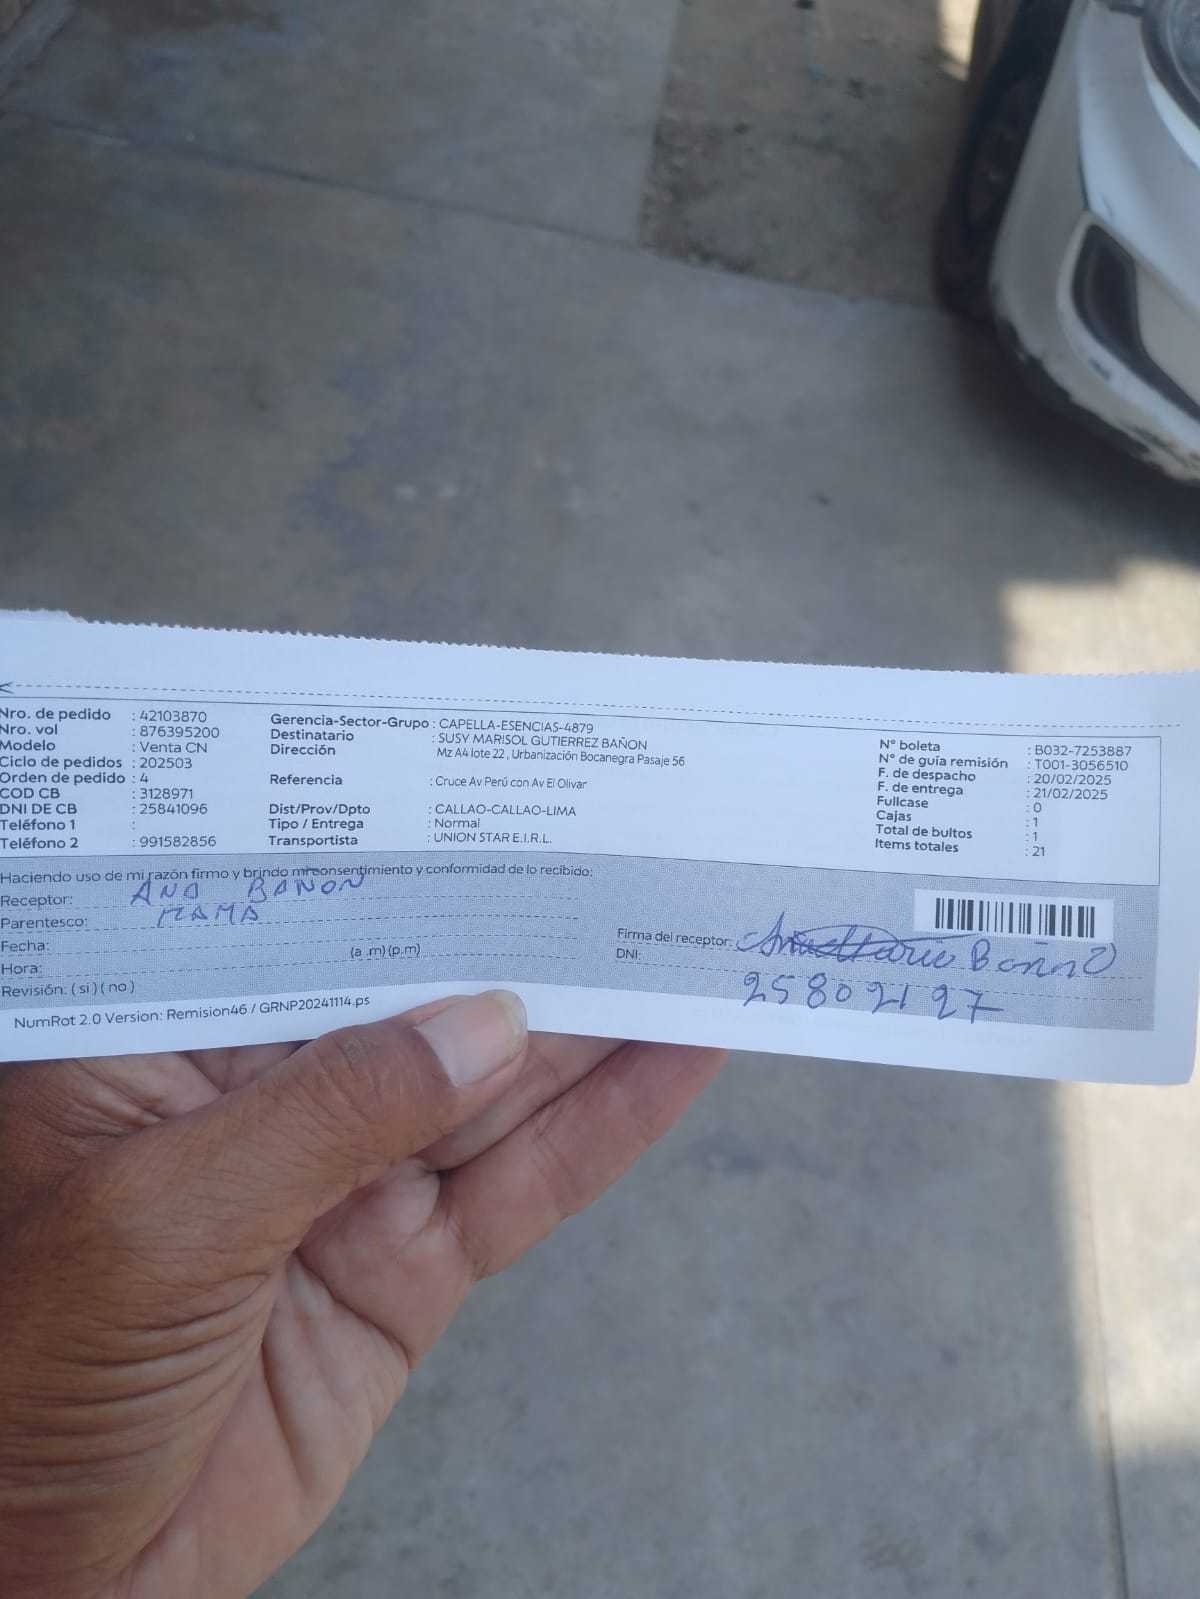 Nro. de pedido : 42103870
Nro. vol : 876395200
Modelo : Venta CN
Ciclo de pedidos : 202503
Orden de pedido : 4
COD CB : 3128971
DNI DE CB : 25841096
Teléfono 1 :
Teléfono 2 : 991582856
Gerencia-Sector-Grupo : CAPELLA-ESENCIAS-4879
Destinatario : SUSY MARISOL GUTIERREZ BAÑON
Dirección Mz A4 lote 22 , Urbanización Bocanegra Pasaje 56
Referencia : Cruce Av Perú con Av El Olivar
Dist/Prov/Dpto : CALLAO-CALLAO-LIMA
Tipo / Entrega : Normal
Transportista : UNION STAR E.I.R.L.
N° boleta : B032-7253887
N° de guía remisión : T001-3056510
F. de despacho : 20/02/2025
F. de entrega : 21/02/2025
Fullcase : 0
Cajas : 1
Total de bultos : 1
Items totales : 21
Haciendo uso de mi razón firmo y brindo mi consentimiento y conformidad de lo recibido:
Receptor: ANA BAÑON
Parentesco: MAMA
Fecha:
Hora: (a .m) (p.m)
Revisión: ( si ) ( no )
Firma del receptor: Bañon
DNI: 25802127
NumRot 2.0 Version: Remision46 / GRNP20241114.ps